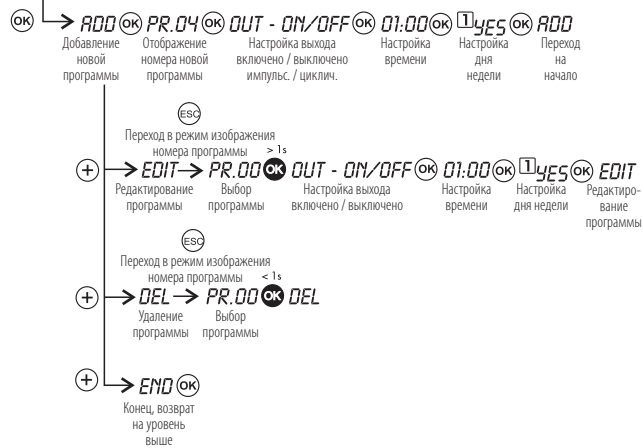 OK ADD OK PR.04 OK OUT - ON/OFF OK 01:00 OK 1 YES OK ADD
Добавление новой программы
Отображение номера новой программы
Настройка выхода включено / выключено импульс. / циклич.
Настройка времени
Настройка дня недели
Переход на начало
ESC
Переход в режим изображения номера программы
> 1s
+ EDIT PR.00 OK OUT - ON/OFF OK 01:00 OK 1 YES OK EDIT
Редактирование программы
Выбор программы
Настройка выхода включено / выключено
Настройка времени
Настройка дня недели
Редактиро-
вание
программы
ESC
Переход в режим изображения номера программы
< 1s
+ DEL PR.00 OK DEL
Удаление программы
Выбор программы
+ END OK
Конец, возврат
на уровень
выше